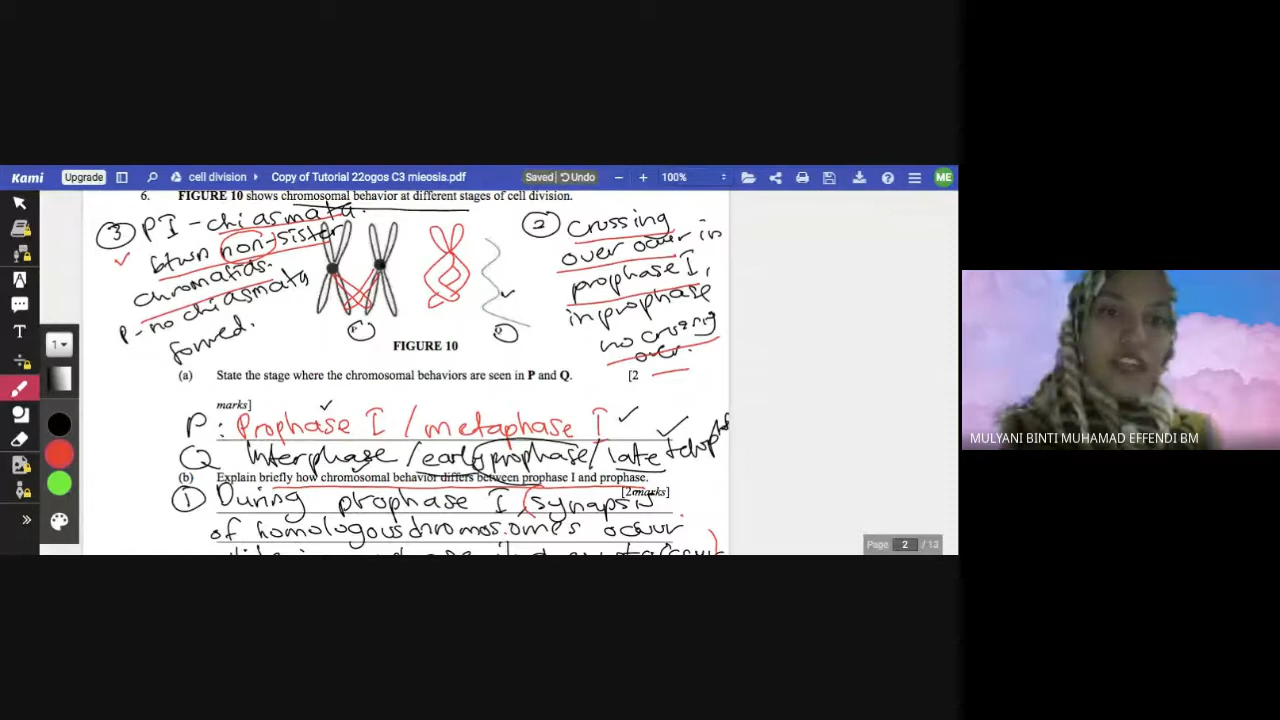 Kami
Upgrade
cell division
Copy of Tutorial 22ogos C3 mieosis.pdf
Saved
Undo
100%
ME
6. FIGURE 10 shows chromosomal behavior at different stages of cell division.
③ PI - chiasmata
btwn non-sister
chromatids.
P - no chiasmata
formed.
② crossing
over occur in
prophase I,
in prophase
no crossing
over.
FIGURE 10
(a) State the stage where the chromosomal behaviors are seen in P and Q. [2
marks]
P: Prophase I / metaphase I
Q Interphase / early prophase / late
(b) Explain briefly how chromosomal behavior differs between prophase I and prophase.
[2marks]
① During prophase I, synapsis
of homologous chromosomes occur
T
1
Page 2 / 13
MULYANI BINTI MUHAMAD EFFENDI BM